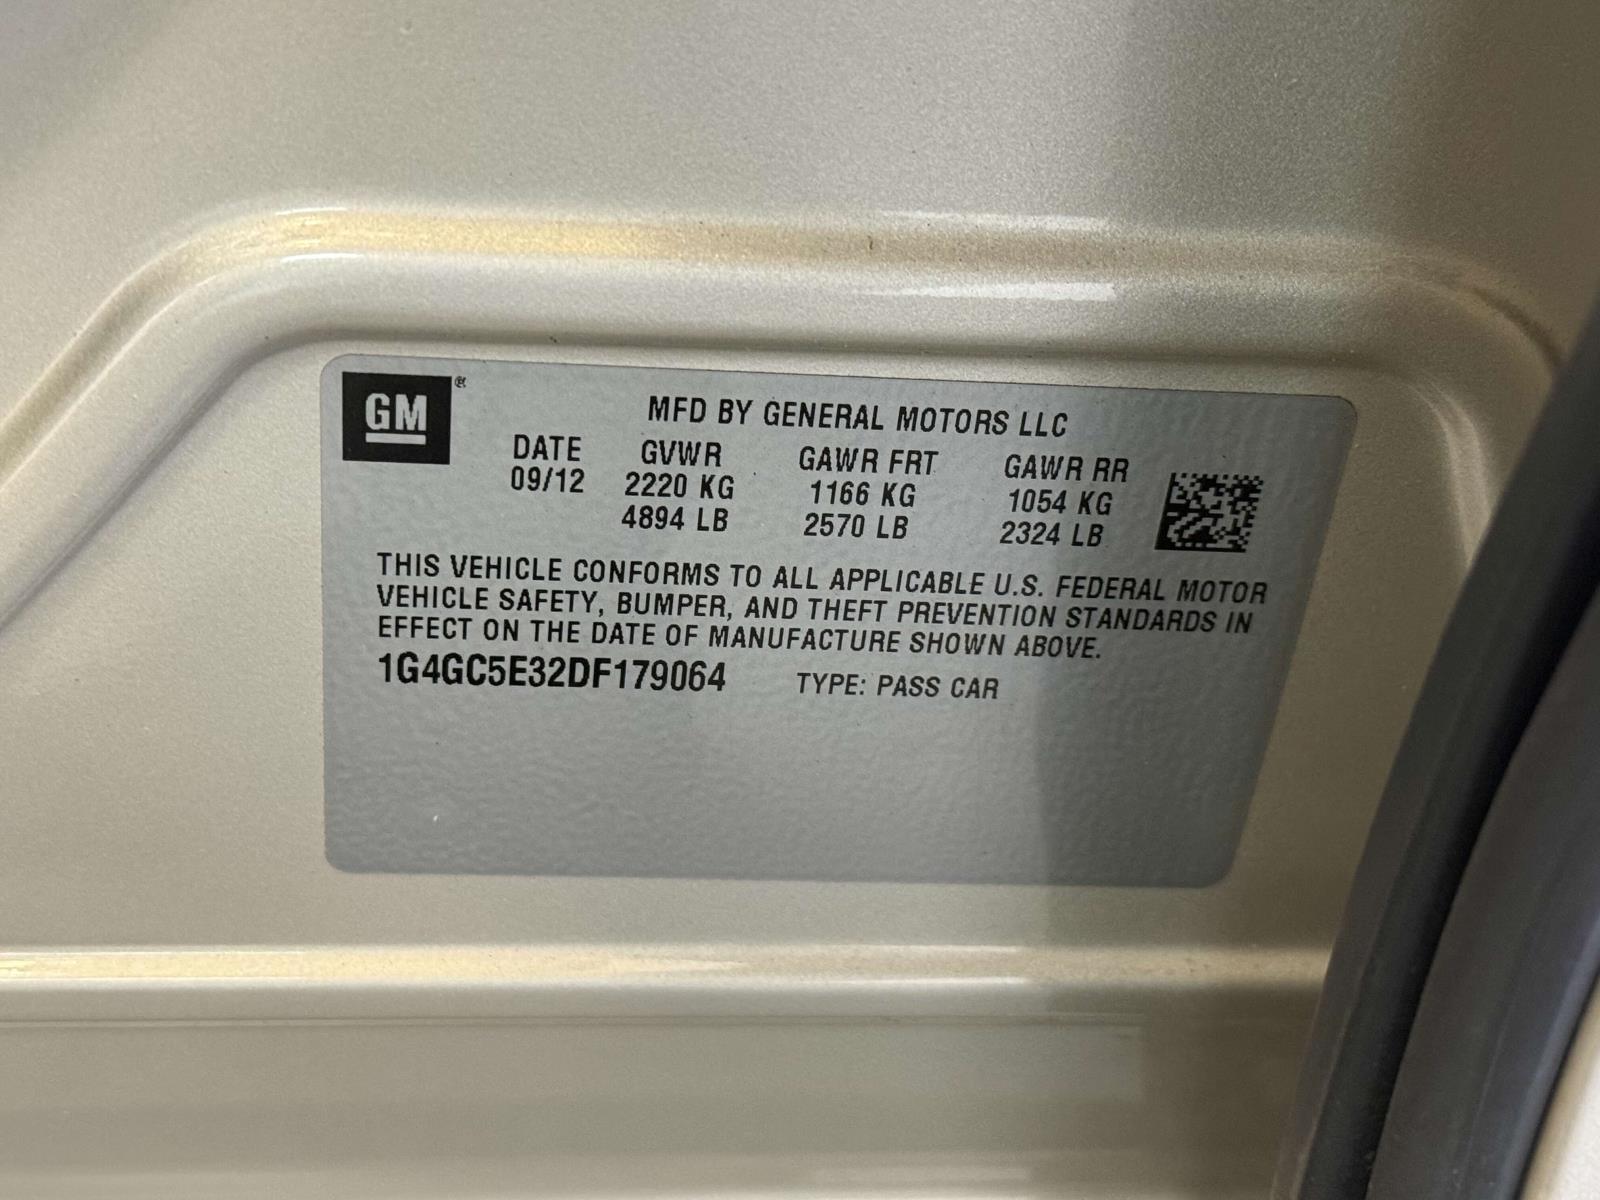 GM®
MFD BY GENERAL MOTORS LLC
DATE GVWR GAWR FRT GAWR RR
09/12 2220 KG 1166 KG 1054 KG
4894 LB 2570 LB 2324 LB
THIS VEHICLE CONFORMS TO ALL APPLICABLE U.S. FEDERAL MOTOR
VEHICLE SAFETY, BUMPER, AND THEFT PREVENTION STANDARDS IN
EFFECT ON THE DATE OF MANUFACTURE SHOWN ABOVE.
1G4GC5E32DF179064 TYPE: PASS CAR